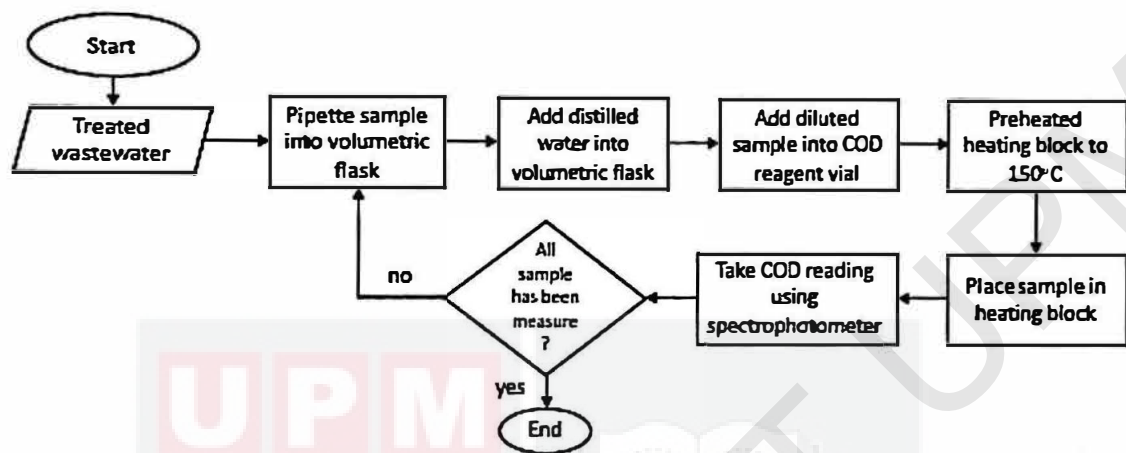 Start
Treated
wastewater
Pipette sample
into volumetric
flask
Add distilled
water into
volumetric flask
Add diluted
sample into COD
reagent vial
Preheated
heating block to
150°C
Place sample in
heating block
Take COD reading
using
spectrophotometer
All
sample
has been
measure
?
no
yes
End
UPM
UPM